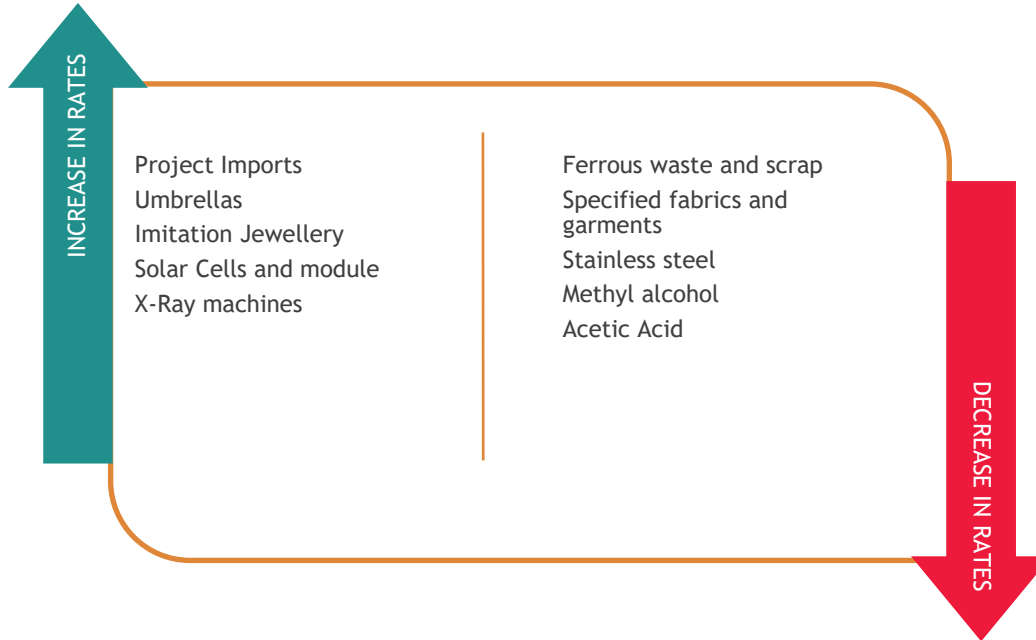 INCREASE IN RATES
Project Imports
Umbrellas
Imitation Jewellery
Solar Cells and module
X-Ray machines
Ferrous waste and scrap
Specified fabrics and
garments
Stainless steel
Methyl alcohol
Acetic Acid
DECREASE IN RATES